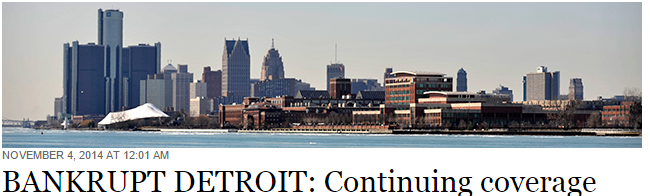 NOVEMBER 4, 2014 AT 12:01 AM
BANKRUPT DETROIT: Continuing coverage